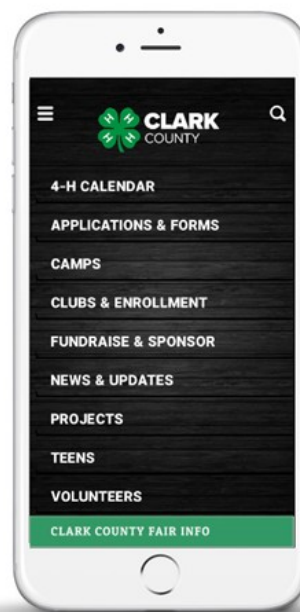 H H H H
CLARK
COUNTY
4-H CALENDAR
APPLICATIONS & FORMS
CAMPS
CLUBS & ENROLLMENT
FUNDRAISE & SPONSOR
NEWS & UPDATES
PROJECTS
TEENS
VOLUNTEERS
CLARK COUNTY FAIR INFO